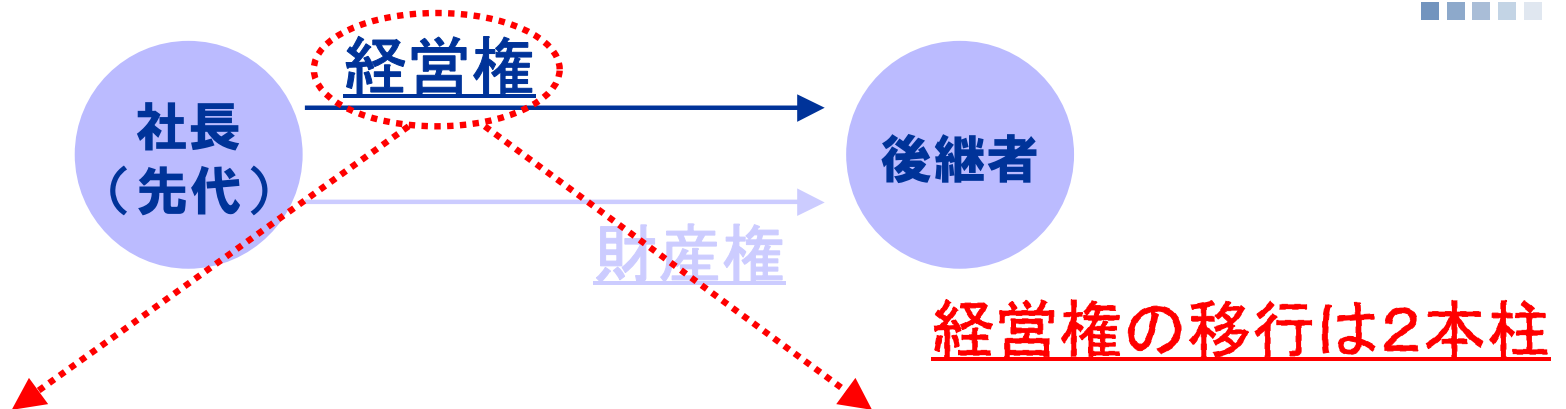 経営権
社長
（先代）
後継者
財産権
経営権の移行は２本柱